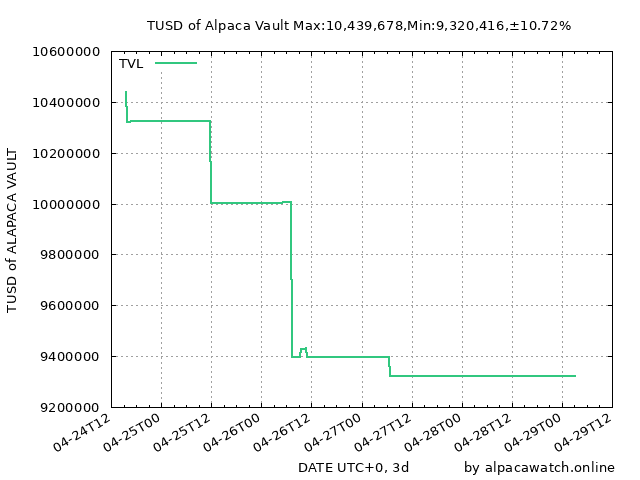 TUSD of Alpaca Vault Max:10,439,678,Min:9,320,416,±10.72%
TVL
TUSD of ALAPACA VAULT
10600000
10400000
10200000
10000000
9800000
9600000
9400000
9200000
04-24T12
04-25T00
04-25T12
04-26T00
04-26T12
04-27T00
04-27T12
04-28T00
04-28T12
04-29T00
04-29T12
DATE UTC+0, 3d
by alpacawatch.online